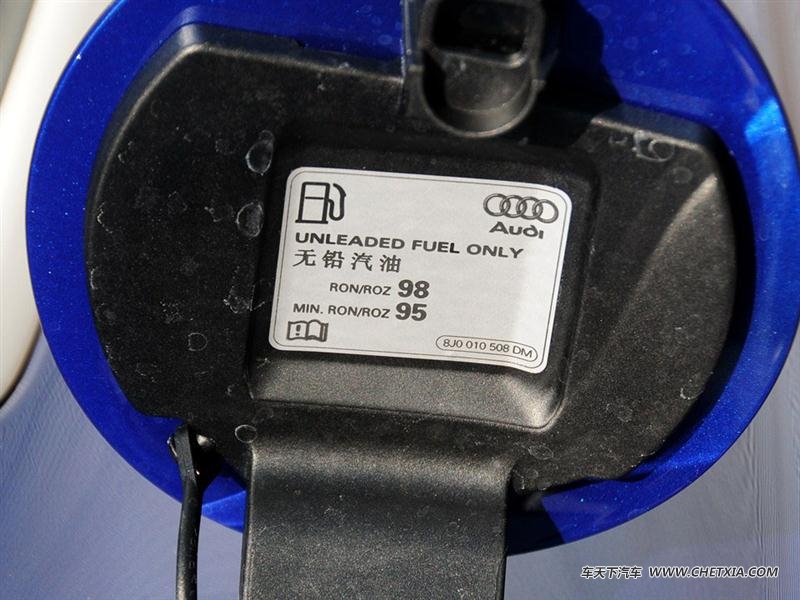 Audi
UNLEADED FUEL ONLY
无铅汽油
RON/ROZ 98
MIN. RON/ROZ 95
8J0 010 508 DM
车天下汽车 WWW.CHETXIA.COM